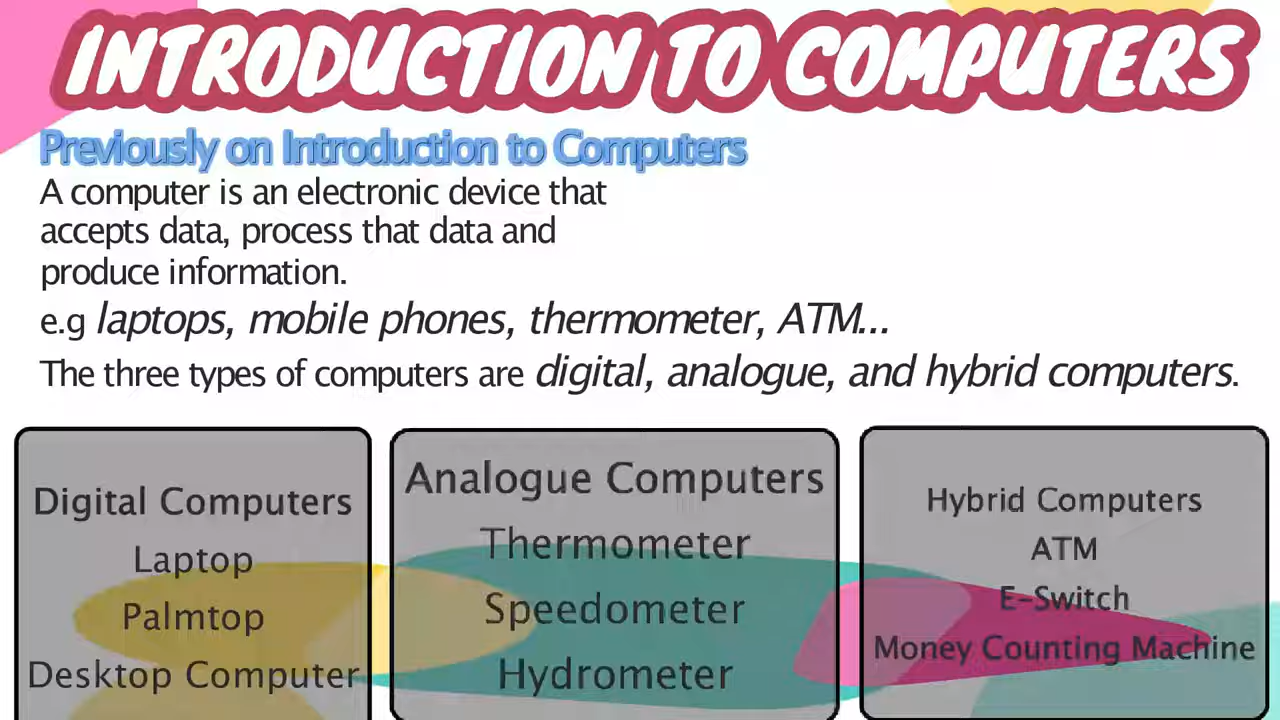 INTRODUCTION TO COMPUTERS
Previously on Introduction to Computers
A computer is an electronic device that
accepts data, process that data and
produce information.
e.g laptops, mobile phones, thermometer, ATM...
The three types of computers are digital, analogue, and hybrid computers.
Digital Computers
Laptop
Palmtop
Desktop Computer
Analogue Computers
Thermometer
Speedometer
Hydrometer
Hybrid Computers
ATM
E-Switch
Money Counting Machine